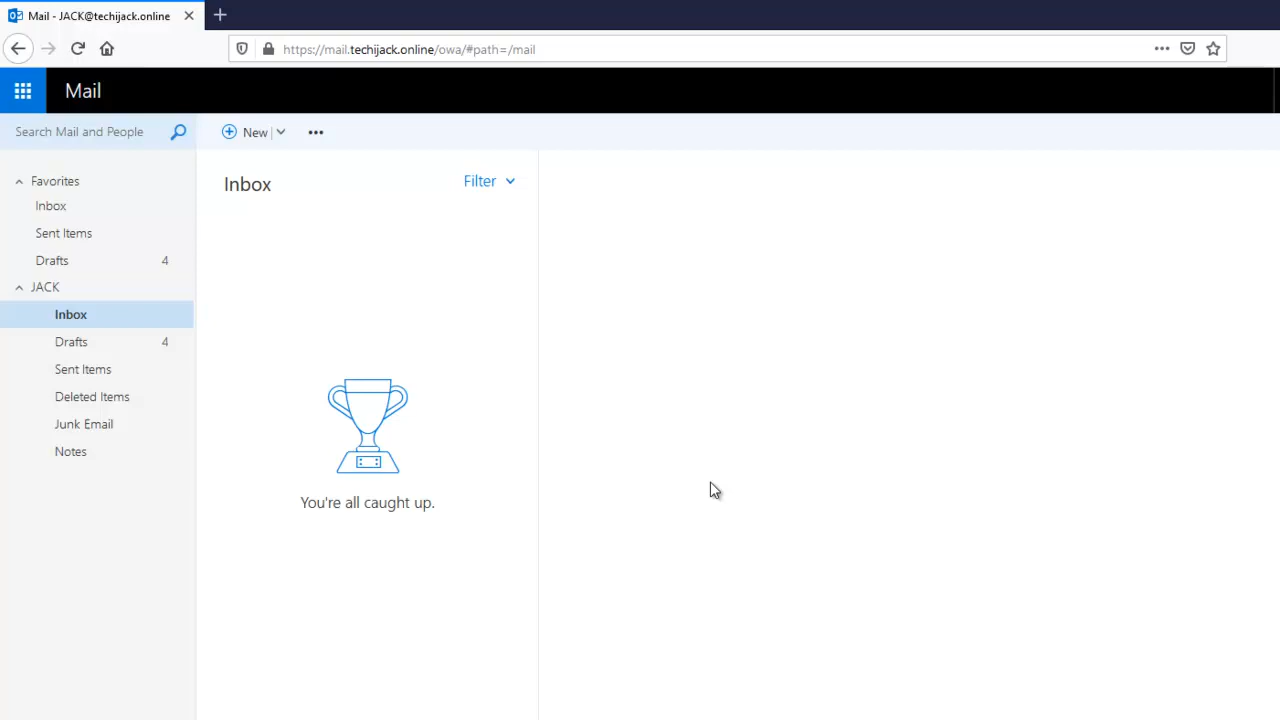 Mail - JACK@techijack.online
https://mail.techijack.online/owa/#path=/mail
Mail
Search Mail and People
New
Favorites
Inbox
Sent Items
Drafts 4
JACK
Inbox
Drafts 4
Sent Items
Deleted Items
Junk Email
Notes
Inbox
Filter
You're all caught up.